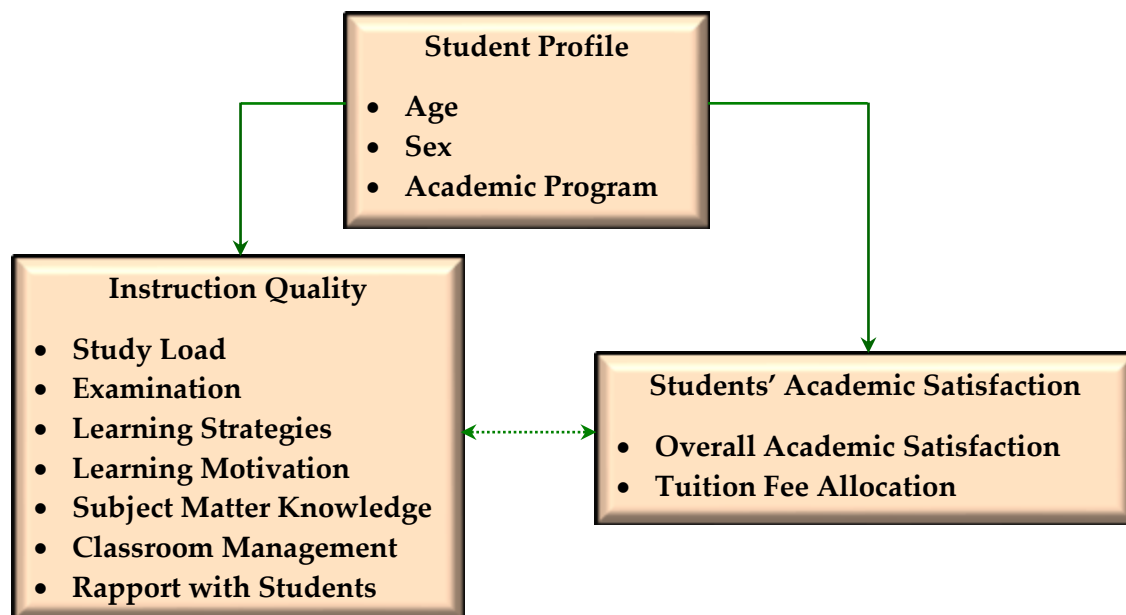 Student Profile
• Age
• Sex
• Academic Program
Instruction Quality
• Study Load
• Examination
• Learning Strategies
• Learning Motivation
• Subject Matter Knowledge
• Classroom Management
• Rapport with Students
Students’ Academic Satisfaction
• Overall Academic Satisfaction
• Tuition Fee Allocation